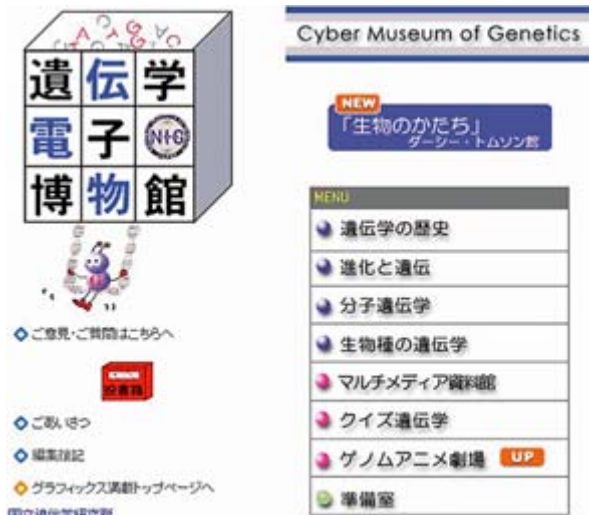 遺伝学
電子NIG
博物館
ご意見・ご質問はこちらへ
投書箱
ごあいさつ
編集後記
グラフィックス満載トップページへ
Cyber Museum of Genetics
NEW
「生物のかたち」
ダーシー・トムソン館
MENU
遺伝学の歴史
進化と遺伝
分子遺伝学
生物種の遺伝学
マルチメディア資料館
クイズ遺伝学
ゲノムアニメ劇場 UP
準備室